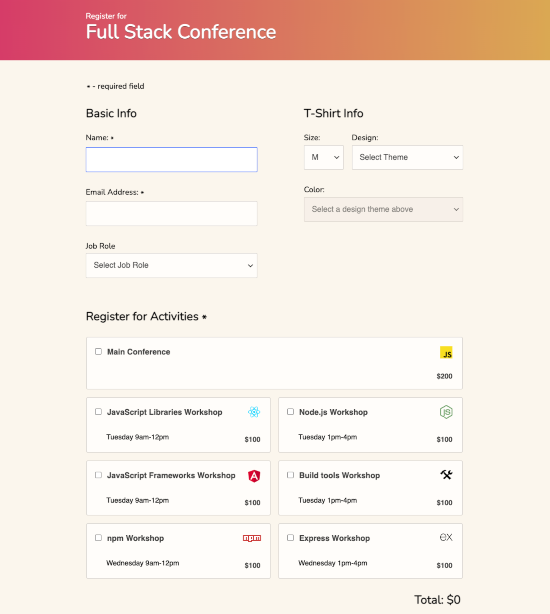 Register for
Full Stack Conference
* - required field
Basic Info
Name: *
Email Address: *
Job Role
Select Job Role
T-Shirt Info
Size:
Design:
M
Select Theme
Color:
Select a design theme above
Register for Activities *
Main Conference
JS
$200
JavaScript Libraries Workshop
Tuesday 9am-12pm
$100
Node.js Workshop
JS
Tuesday 1pm-4pm
$100
JavaScript Frameworks Workshop
A
Tuesday 9am-12pm
$100
Build tools Workshop
Tuesday 1pm-4pm
$100
npm Workshop
npm
Wednesday 9am-12pm
$100
Express Workshop
ex
Wednesday 1pm-4pm
$100
Total: $0